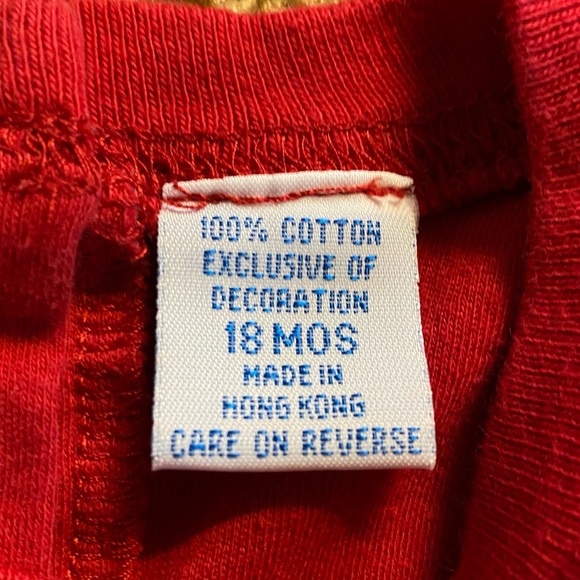 100% COTTON
EXCLUSIVE OF
DECORATION
18 MOS
MADE IN
HONG KONG
CARE ON REVERSE